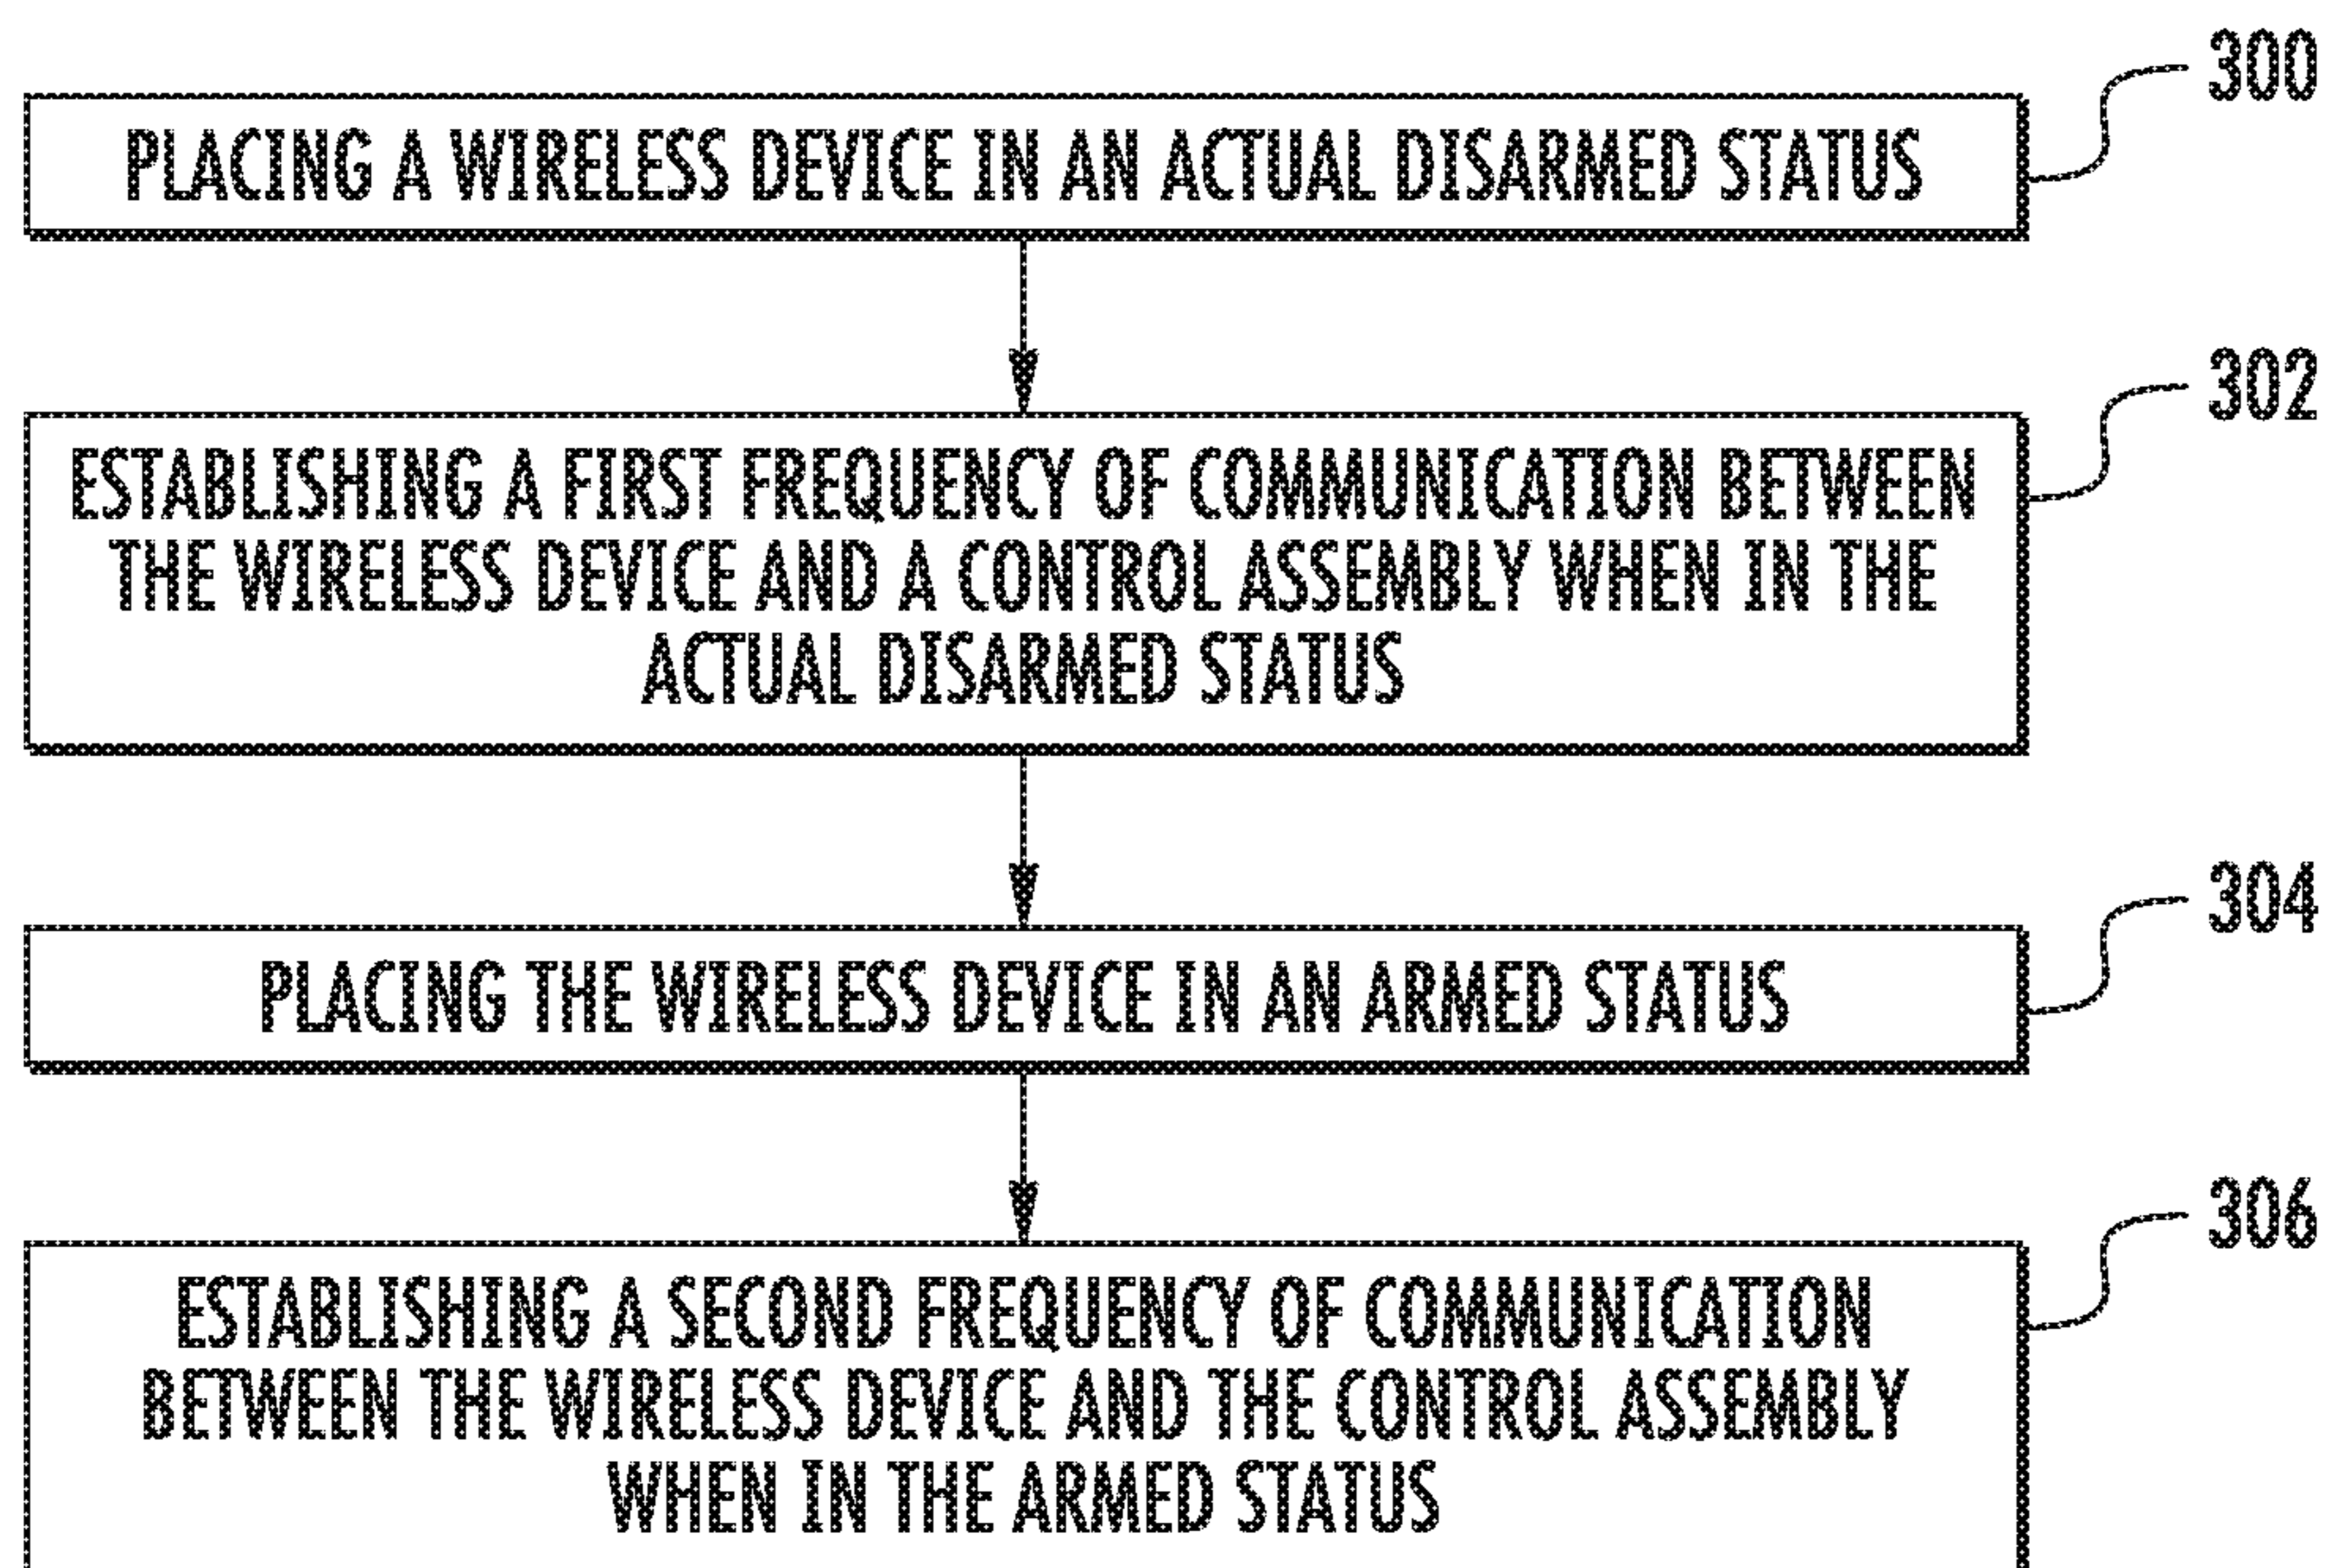 300
PLACING A WIRELESS DEVICE IN AN ACTUAL DISARMED STATUS
302
ESTABLISHING A FIRST FREQUENCY OF COMMUNICATION BETWEEN
THE WIRELESS DEVICE AND A CONTROL ASSEMBLY WHEN IN THE
ACTUAL DISARMED STATUS
304
PLACING THE WIRELESS DEVICE IN AN ARMED STATUS
306
ESTABLISHING A SECOND FREQUENCY OF COMMUNICATION
BETWEEN THE WIRELESS DEVICE AND THE CONTROL ASSEMBLY
WHEN IN THE ARMED STATUS